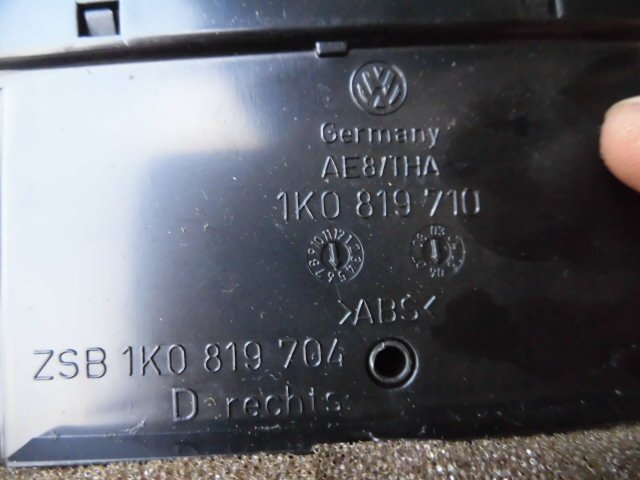 Germany
AE8/THA
1K0 819 710
>ABS<
ZSB 1K0 819 704
D rechts